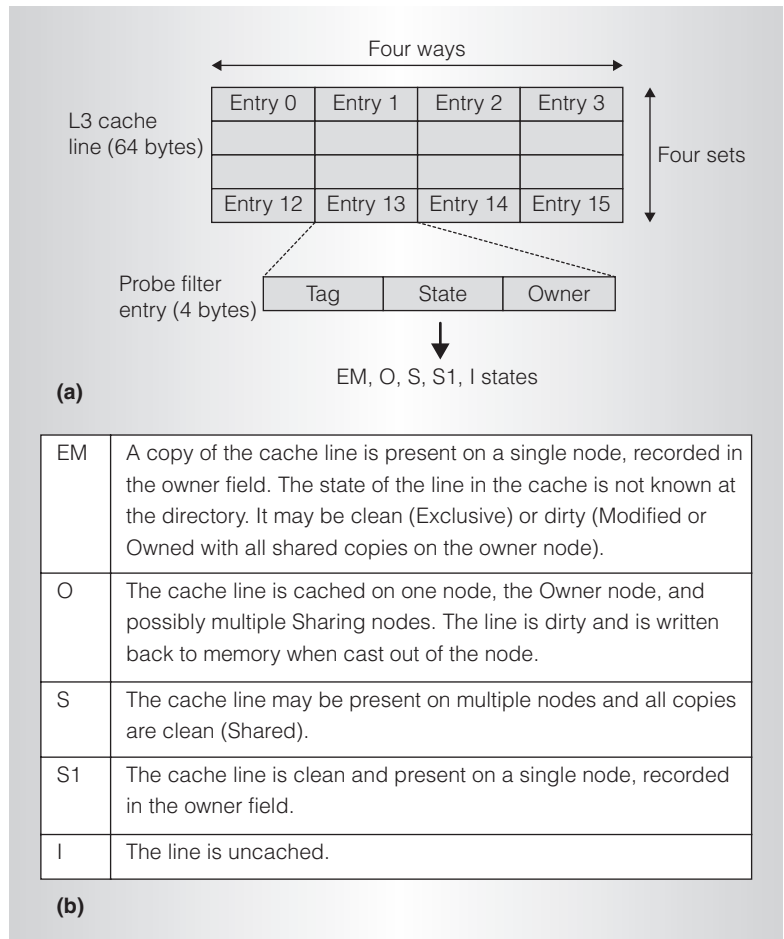 Four ways
L3 cache
line (64 bytes)
Entry 0 Entry 1 Entry 2 Entry 3
Four sets
Entry 12 Entry 13 Entry 14 Entry 15
Probe filter
entry (4 bytes)
Tag State Owner
EM, O, S, S1, I states
(a)
EM A copy of the cache line is present on a single node, recorded in
the owner field. The state of the line in the cache is not known at
the directory. It may be clean (Exclusive) or dirty (Modified or
Owned with all shared copies on the owner node).
O The cache line is cached on one node, the Owner node, and
possibly multiple Sharing nodes. The line is dirty and is written
back to memory when cast out of the node.
S The cache line may be present on multiple nodes and all copies
are clean (Shared).
S1 The cache line is clean and present on a single node, recorded
in the owner field.
I The line is uncached.
(b)